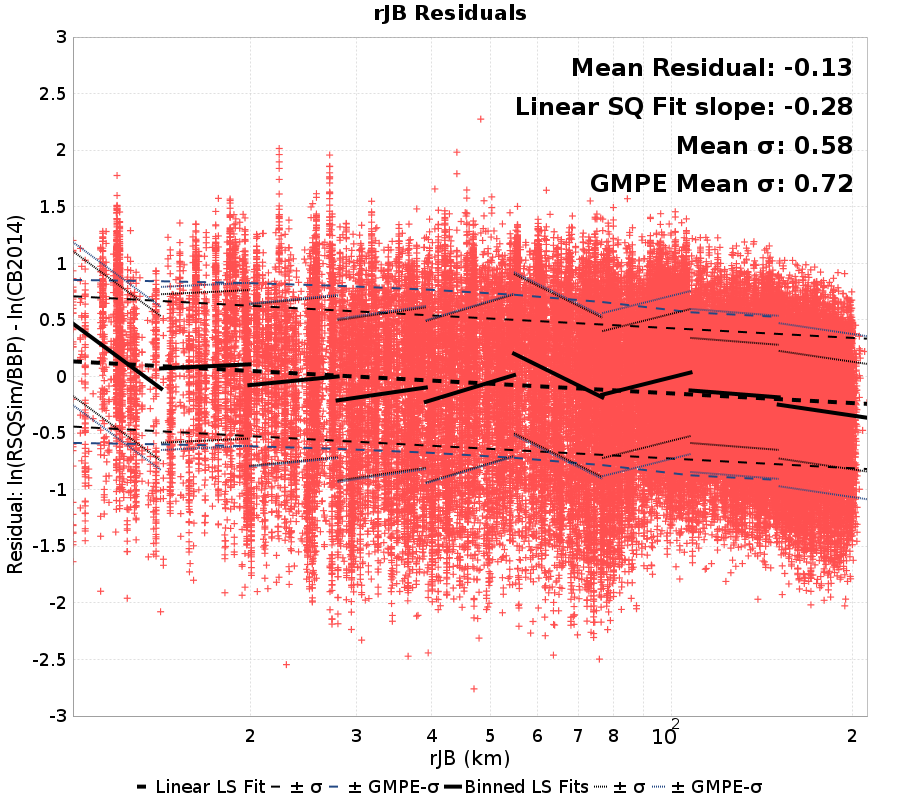 rJB Residuals
Mean Residual: -0.13
Linear SQ Fit slope: -0.28
Mean σ: 0.58
GMPE Mean σ: 0.72
Residual: ln(RSQSim/BBP) - ln(CB2014)
3
2.5
2
1.5
1
0.5
0
-0.5
-1
-1.5
-2
-2.5
-3
2 3 4 5 6 7 8 10² 2
rJB (km)
Linear LS Fit ± σ ± GMPE-σ Binned LS Fits ± σ ± GMPE-σ